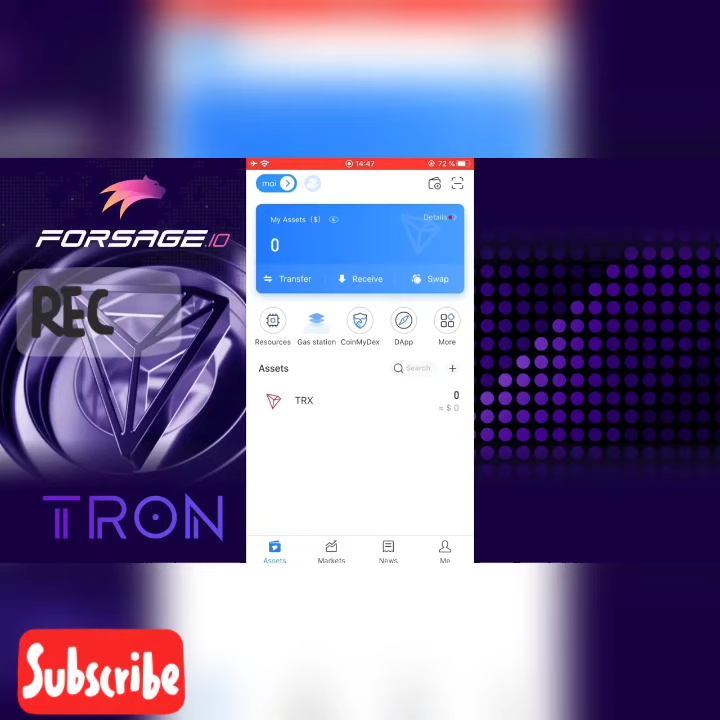 14:47
72 %
moi
FORSAGE.IO
My Assets ($)
Details
0
REC
Transfer
Receive
Swap
Resources
Gas station
CoinMyDex
DApp
More
Assets
Search
TRX
0
= $ 0
TRON
Assets
Markets
News
Me
Subscribe